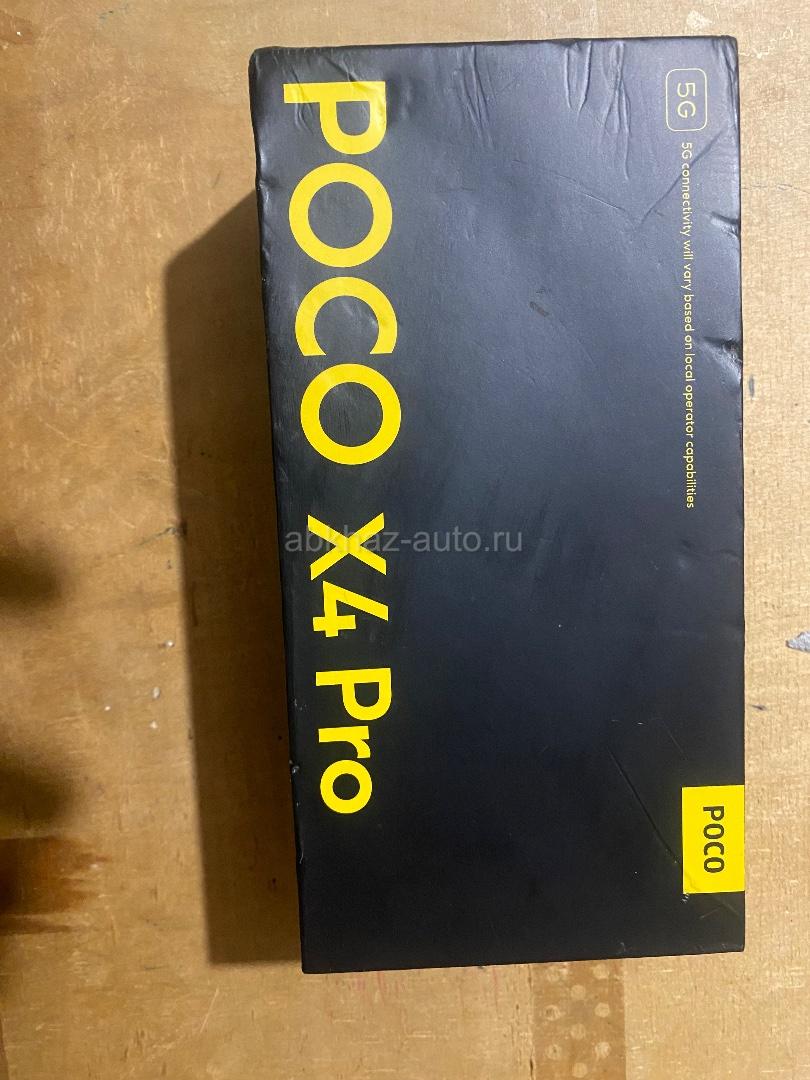 5G
5G connectivity will vary based on local operator capabilities
POCO
POCO X4 Pro
abkhaz-auto.ru